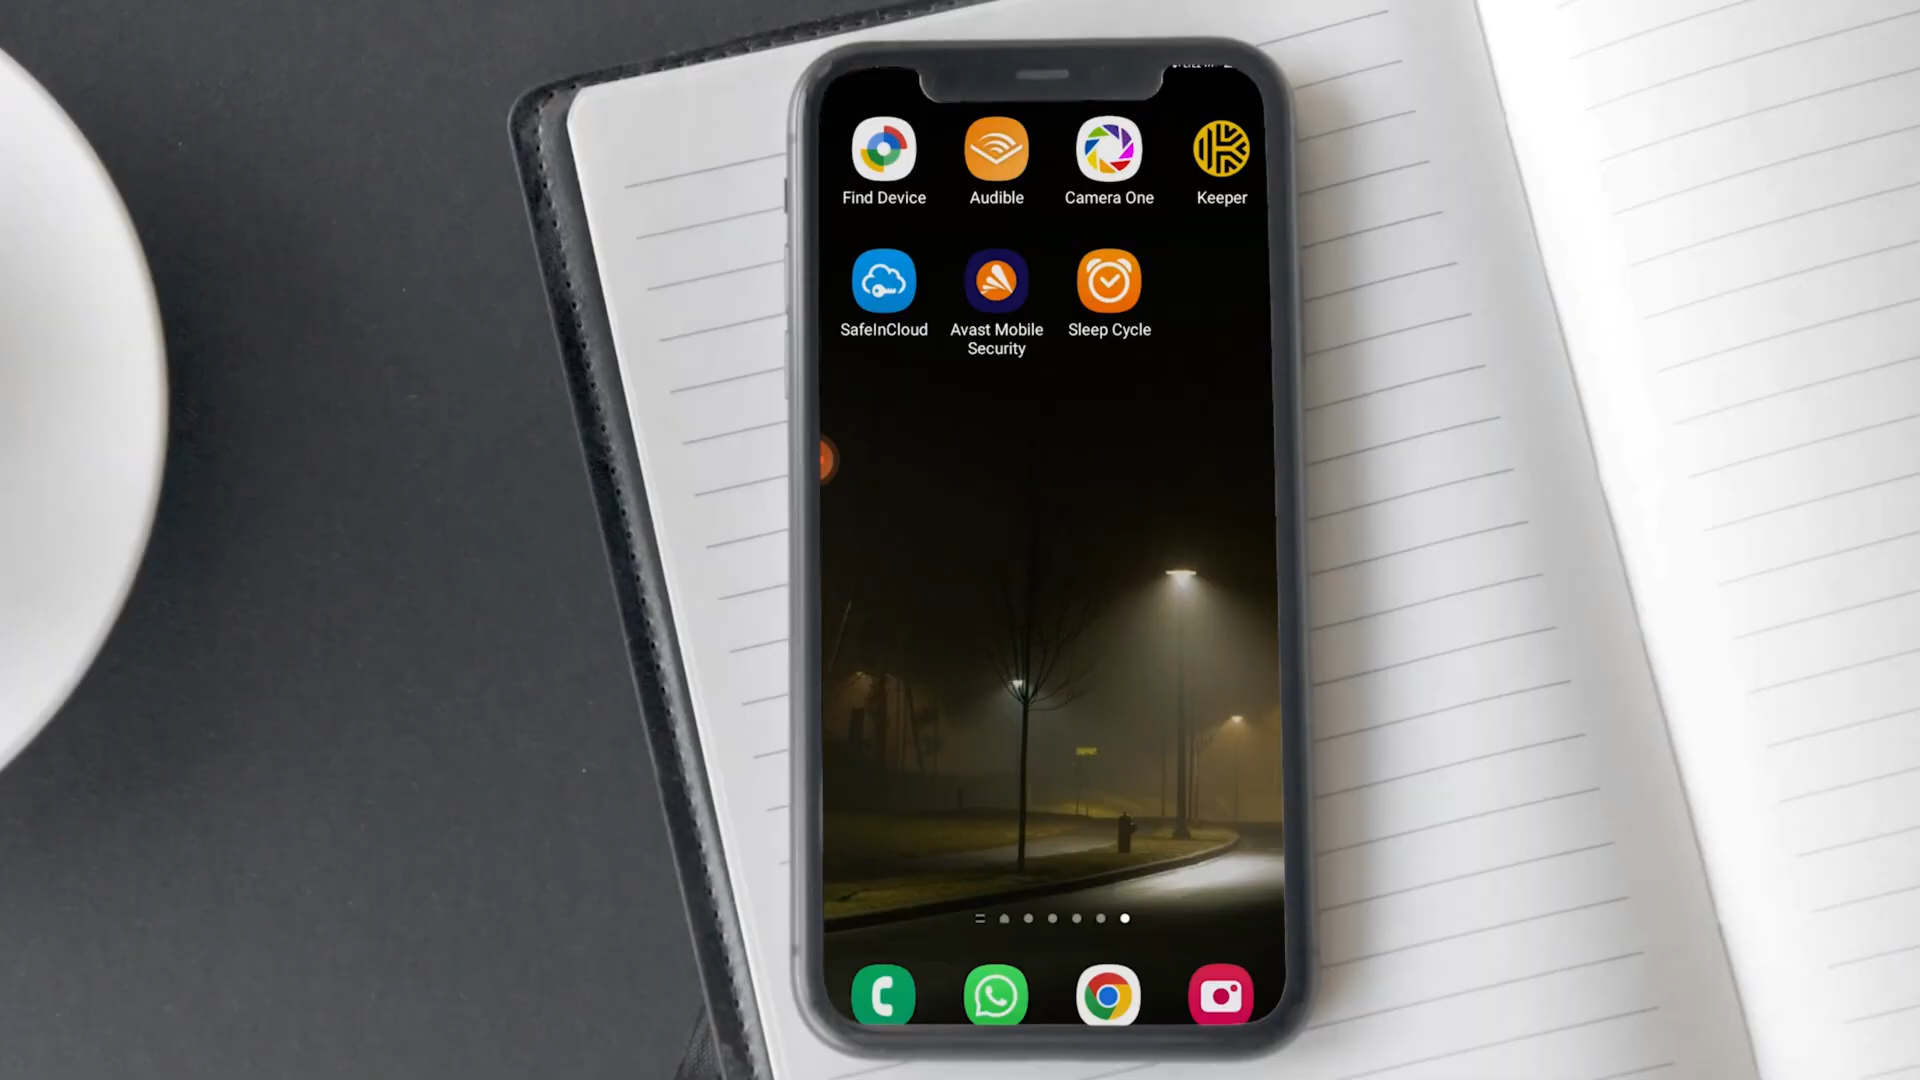 Find Device
Audible
Camera One
Keeper
SafeInCloud
Avast Mobile
Security
Sleep Cycle